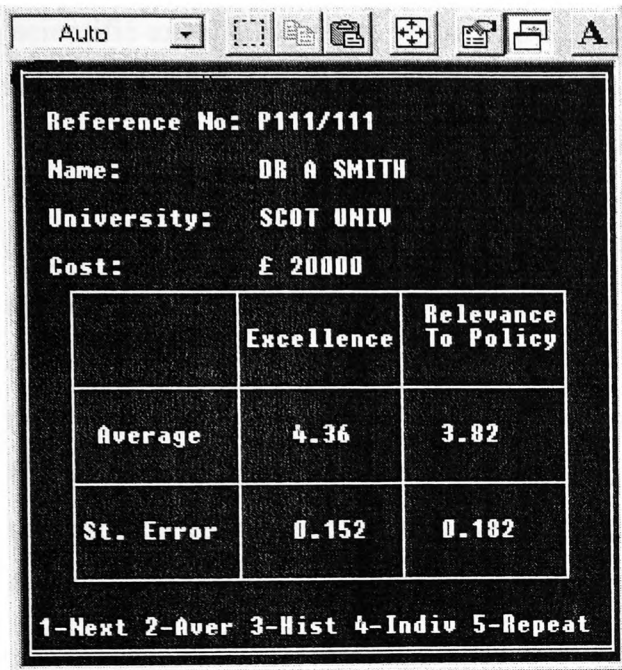 Auto
A
Reference No: P111/111
Name: DR A SMITH
University: SCOT UNIV
Cost: £ 20000
Excellence Relevance To Policy
Average 4.36 3.82
St. Error 0.152 0.182
1-Next 2-Aver 3-Hist 4-Indiv 5-Repeat